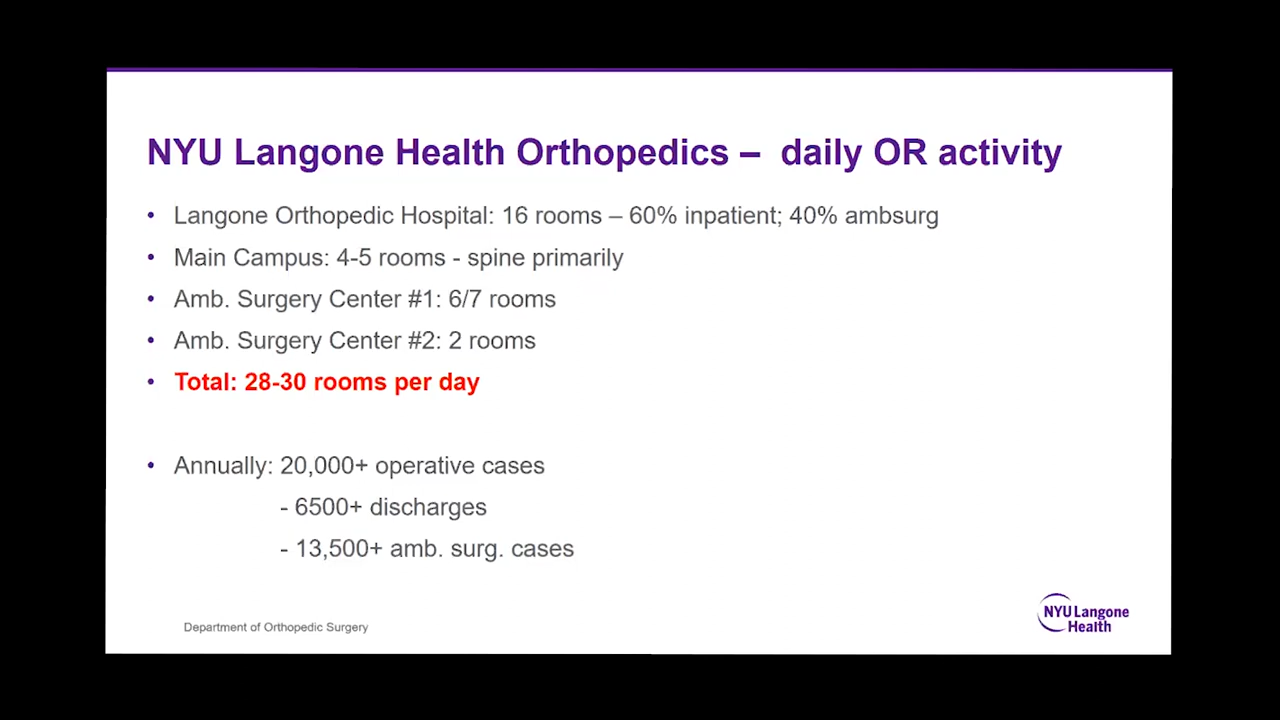 NYU Langone Health Orthopedics – daily OR activity
• Langone Orthopedic Hospital: 16 rooms – 60% inpatient; 40% ambsurg
• Main Campus: 4-5 rooms - spine primarily
• Amb. Surgery Center #1: 6/7 rooms
• Amb. Surgery Center #2: 2 rooms
• Total: 28-30 rooms per day
• Annually: 20,000+ operative cases
- 6500+ discharges
- 13,500+ amb. surg. cases
Department of Orthopedic Surgery
NYU Langone
Health